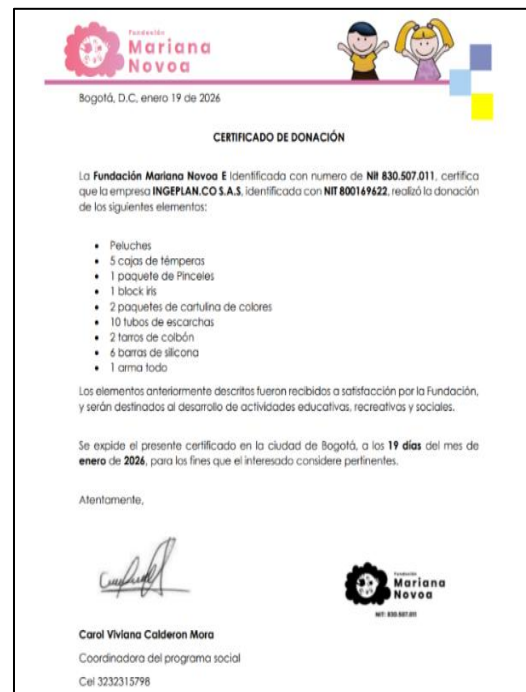 Fundación
Mariana
Novoa
Bogotá, D.C, enero 19 de 2026
CERTIFICADO DE DONACIÓN
La Fundación Mariana Novoa E Identificada con numero de Nit 830.507.011, certifica
que la empresa INGEPLAN.CO S.A.S, identificada con NIT 800169622, realizó la donación
de los siguientes elementos:
• Peluches
• 5 cajas de témperas
• 1 paquete de Pinceles
• 1 block iris
• 2 paquetes de cartulina de colores
• 10 tubos de escarchas
• 2 tarros de colbón
• 6 barras de silicona
• 1 arma todo
Los elementos anteriormente descritos fueron recibidos a satisfacción por la Fundación,
y serán destinados al desarrollo de actividades educativas, recreativas y sociales.
Se expide el presente certificado en la ciudad de Bogotá, a los 19 días del mes de
enero de 2026, para los fines que el interesado considere pertinentes.
Atentamente,
Fundación
Mariana
Novoa
NIT: 830.507.011
Carol Viviana Calderon Mora
Coordinadora del programa social
Cel 3232315798